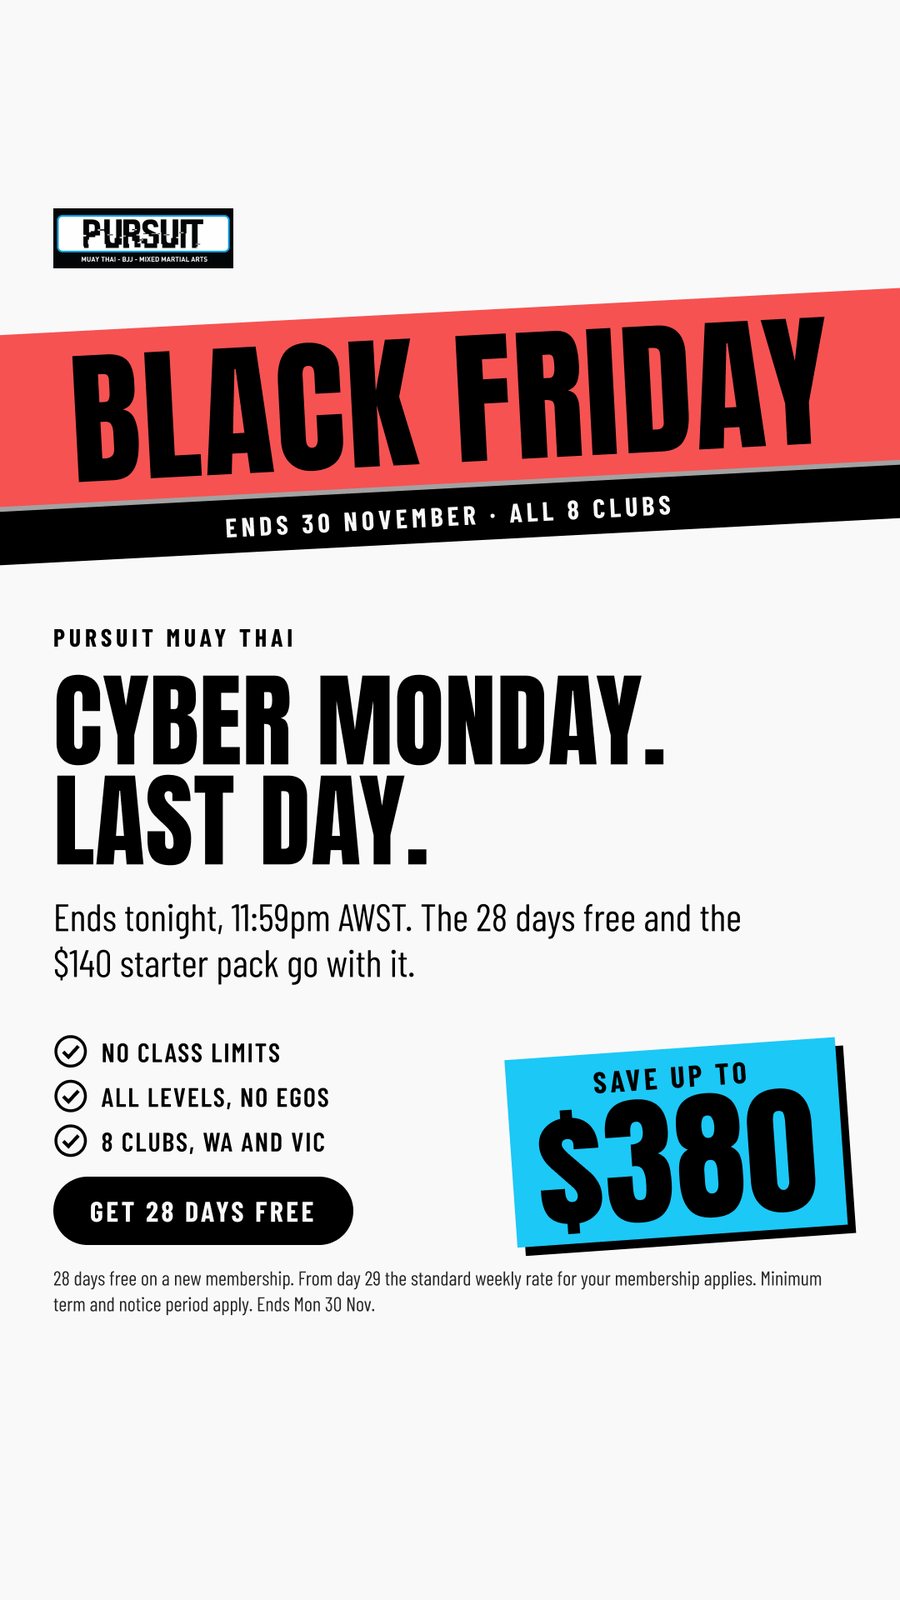 PURSUIT
MUAY THAI - BJJ - MIXED MARTIAL ARTS
BLACK FRIDAY
ENDS 30 NOVEMBER · ALL 8 CLUBS
PURSUIT MUAY THAI
CYBER MONDAY.
LAST DAY.
Ends tonight, 11:59pm AWST. The 28 days free and the
$140 starter pack go with it.
NO CLASS LIMITS
ALL LEVELS, NO EGOS
8 CLUBS, WA AND VIC
SAVE UP TO
$380
GET 28 DAYS FREE
28 days free on a new membership. From day 29 the standard weekly rate for your membership applies. Minimum
term and notice period apply. Ends Mon 30 Nov.